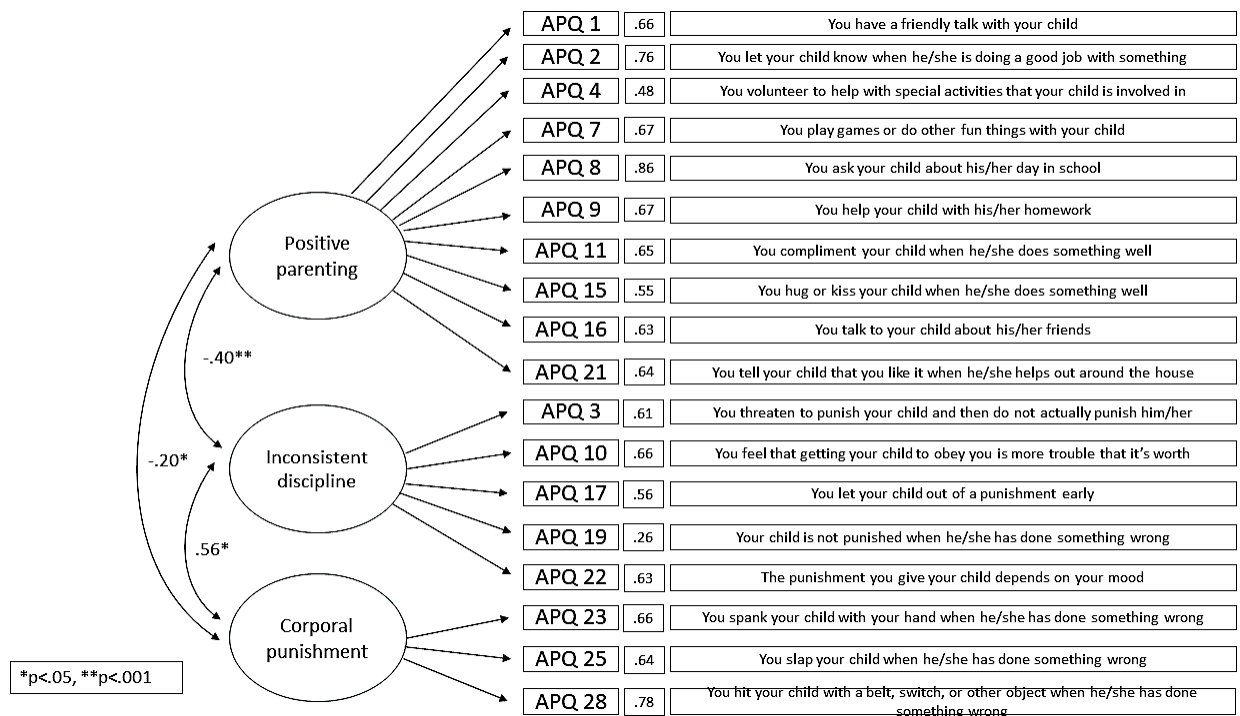 APQ 1 .66 You have a friendly talk with your child
APQ 2 .76 You let your child know when he/she is doing a good job with something
APQ 4 .48 You volunteer to help with special activities that your child is involved in
APQ 7 .67 You play games or do other fun things with your child
APQ 8 .86 You ask your child about his/her day in school
APQ 9 .67 You help your child with his/her homework
Positive
parenting
APQ 11 .65 You compliment your child when he/she does something well
APQ 15 .55 You hug or kiss your child when he/she does something well
APQ 16 .63 You talk to your child about his/her friends
-.40**
APQ 21 .64 You tell your child that you like it when he/she helps out around the house
APQ 3 .61 You threaten to punish your child and then do not actually punish him/her
-.20*
Inconsistent
discipline
APQ 10 .66 You feel that getting your child to obey you is more trouble that it's worth
APQ 17 .56 You let your child out of a punishment early
APQ 19 .26 Your child is not punished when he/she has done something wrong
.56*
APQ 22 .63 The punishment you give your child depends on your mood
APQ 23 .66 You spank your child with your hand when he/she has done something wrong
Corporal
punishment
APQ 25 .64 You slap your child when he/she has done something wrong
*p<.05, **p<.001
APQ 28 .78 You hit your child with a belt, switch, or other object when he/she has done
something wrong